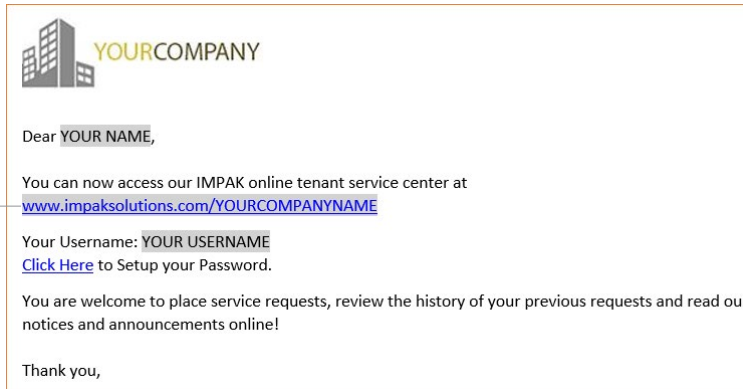 YOURCOMPANY
Dear YOUR NAME,
You can now access our IMPAK online tenant service center at
www.impaksolutions.com/YOURCOMPANYNAME
Your Username: YOUR USERNAME
Click Here to Setup your Password.
You are welcome to place service requests, review the history of your previous requests and read ou
notices and announcements online!
Thank you,